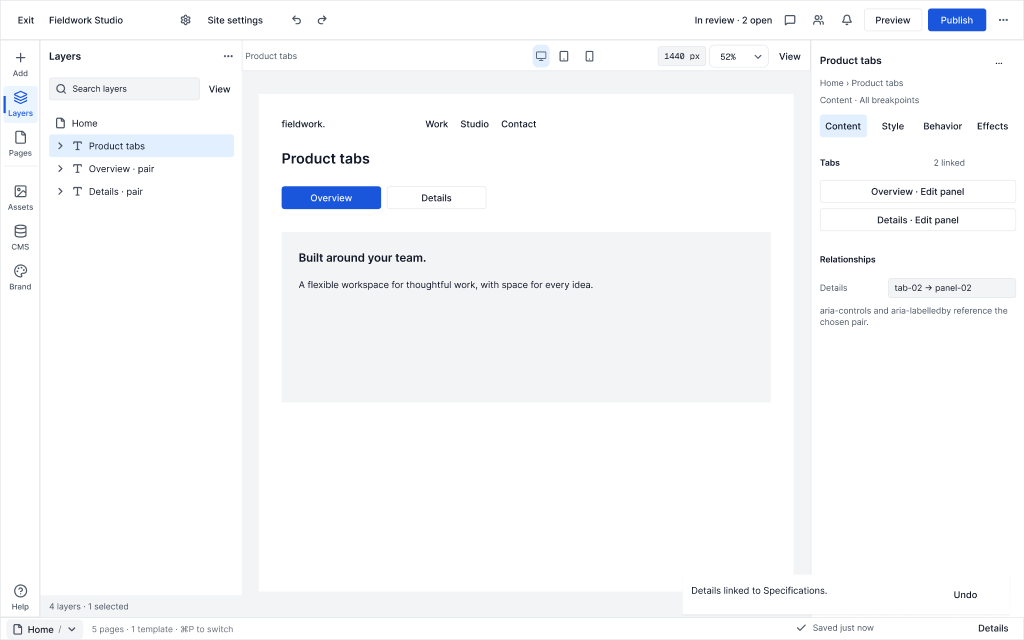 Exit Fieldwork Studio Site settings In review · 2 open Preview Publish
Add
Layers
Pages
Assets
CMS
Brand
Help
Layers
Search layers View
Home
Product tabs
Overview · pair
Details · pair
4 layers · 1 selected
Product tabs 1440 px 52% View
fieldwork. Work Studio Contact
Product tabs
Overview Details
Built around your team.
A flexible workspace for thoughtful work, with space for every idea.
Product tabs
Home › Product tabs
Content · All breakpoints
Content Style Behavior Effects
Tabs 2 linked
Overview · Edit panel
Details · Edit panel
Relationships
Details tab-02 → panel-02
aria-controls and aria-labelledby reference the
chosen pair.
Details linked to Specifications. Undo
Home / 5 pages · 1 template · ⌘P to switch Saved just now Details